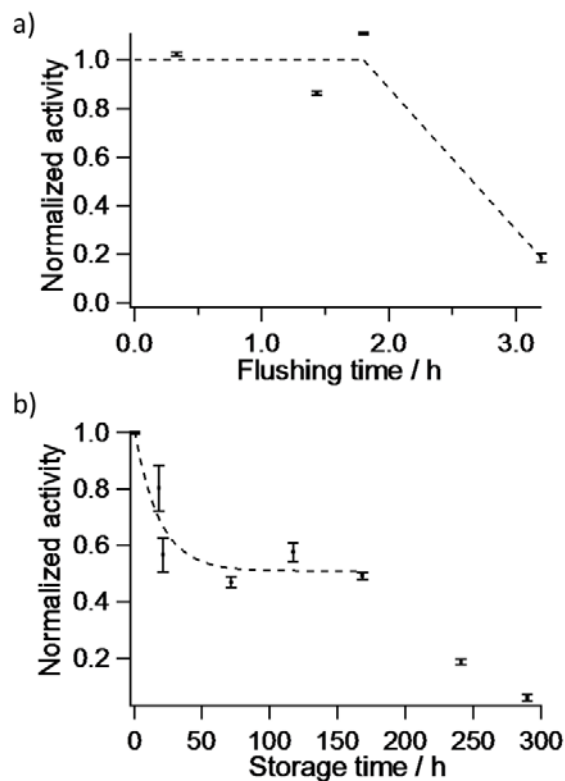 a)
Normalized activity
1.0
0.8
0.6
0.4
0.2
0.0
0.0 1.0 2.0 3.0
Flushing time / h
b)
Normalized activity
1.0
0.8
0.6
0.4
0.2
0 50 100 150 200 250 300
Storage time / h